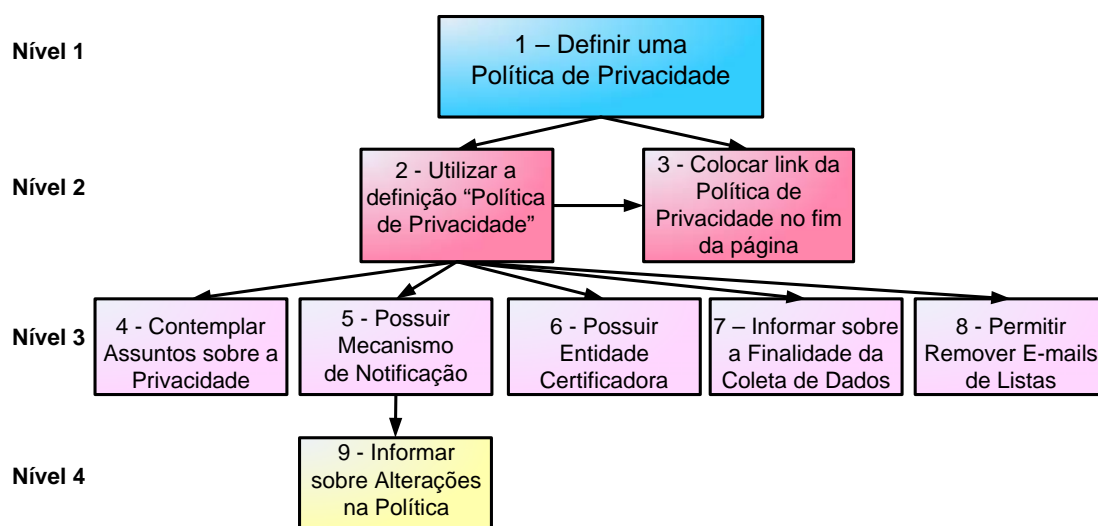 Nível 1
1 – Definir uma
Política de Privacidade
Nível 2
2 - Utilizar a
definição “Política
de Privacidade”
3 - Colocar link da
Política de
Privacidade no fim
da página
Nível 3
4 - Contemplar
Assuntos sobre a
Privacidade
5 - Possuir
Mecanismo
de Notificação
6 - Possuir
Entidade
Certificadora
7 – Informar sobre
a Finalidade da
Coleta de Dados
8 - Permitir
Remover E-mails
de Listas
Nível 4
9 - Informar
sobre Alterações
na Política